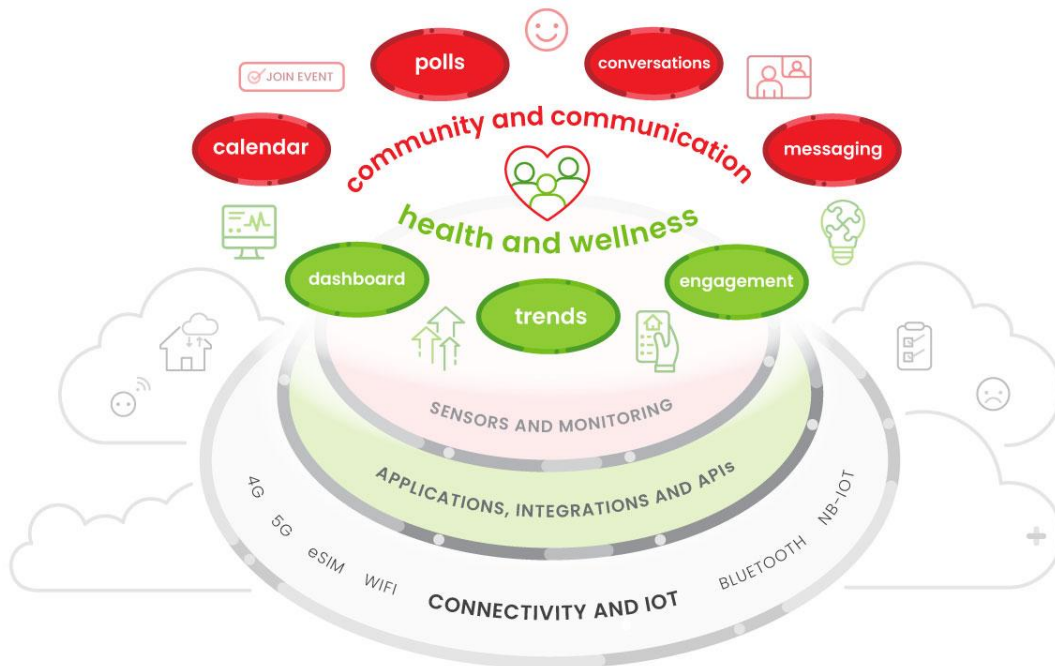 polls
conversations
JOIN EVENT
calendar
community and communication
messaging
health and wellness
dashboard
engagement
trends
SENSORS AND MONITORING
APPLICATIONS, INTEGRATIONS AND APIs
4G
5G
eSIM
WIFI
CONNECTIVITY AND IOT
BLUETOOTH
NB-IOT